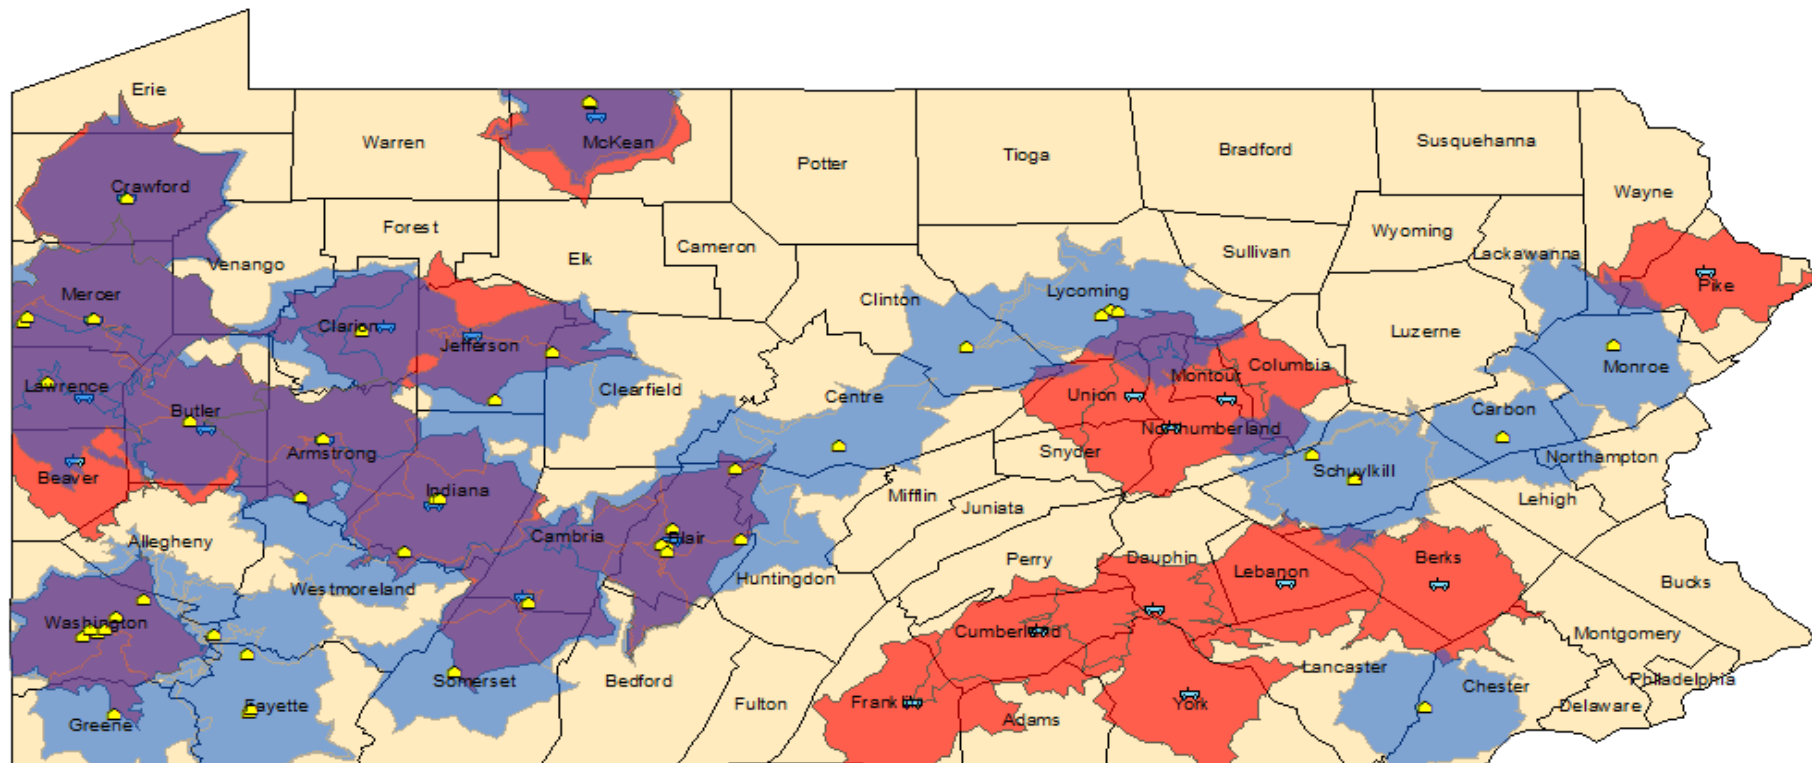 Erie
Warren
McKean
Potter
Tioga
Bradford
Susquehanna
Wayne
Crawford
Forest
Venango
Elk
Cameron
Sullivan
Wyoming
Lackawanna
Mercer
Clarion
Jefferson
Clinton
Lycoming
Luzerne
Pike
Lawrence
Butler
Clearfield
Centre
Union
Montour
Columbia
Monroe
Carbon
Beaver
Armstrong
Indiana
Snyder
Northumberland
Schuylkill
Northampton
Mifflin
Juniata
Lehigh
Allegheny
Cambria
Blair
Huntingdon
Perry
Dauphin
Lebanon
Berks
Bucks
Westmoreland
Washington
Cumberland
Montgomery
Greene
Fayette
Somerset
Bedford
Fulton
Franklin
Adams
York
Lancaster
Chester
Philadelphia
Delaware